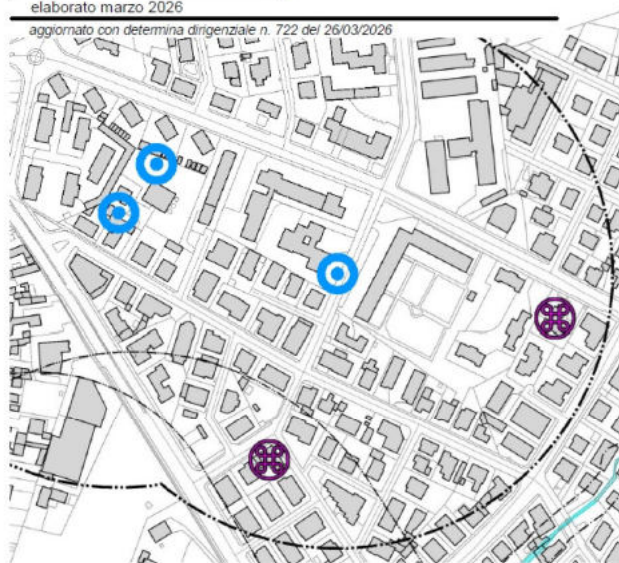 elaborato marzo 2026
aggiornato con determina dirigenziale n. 722 del 26/03/2026